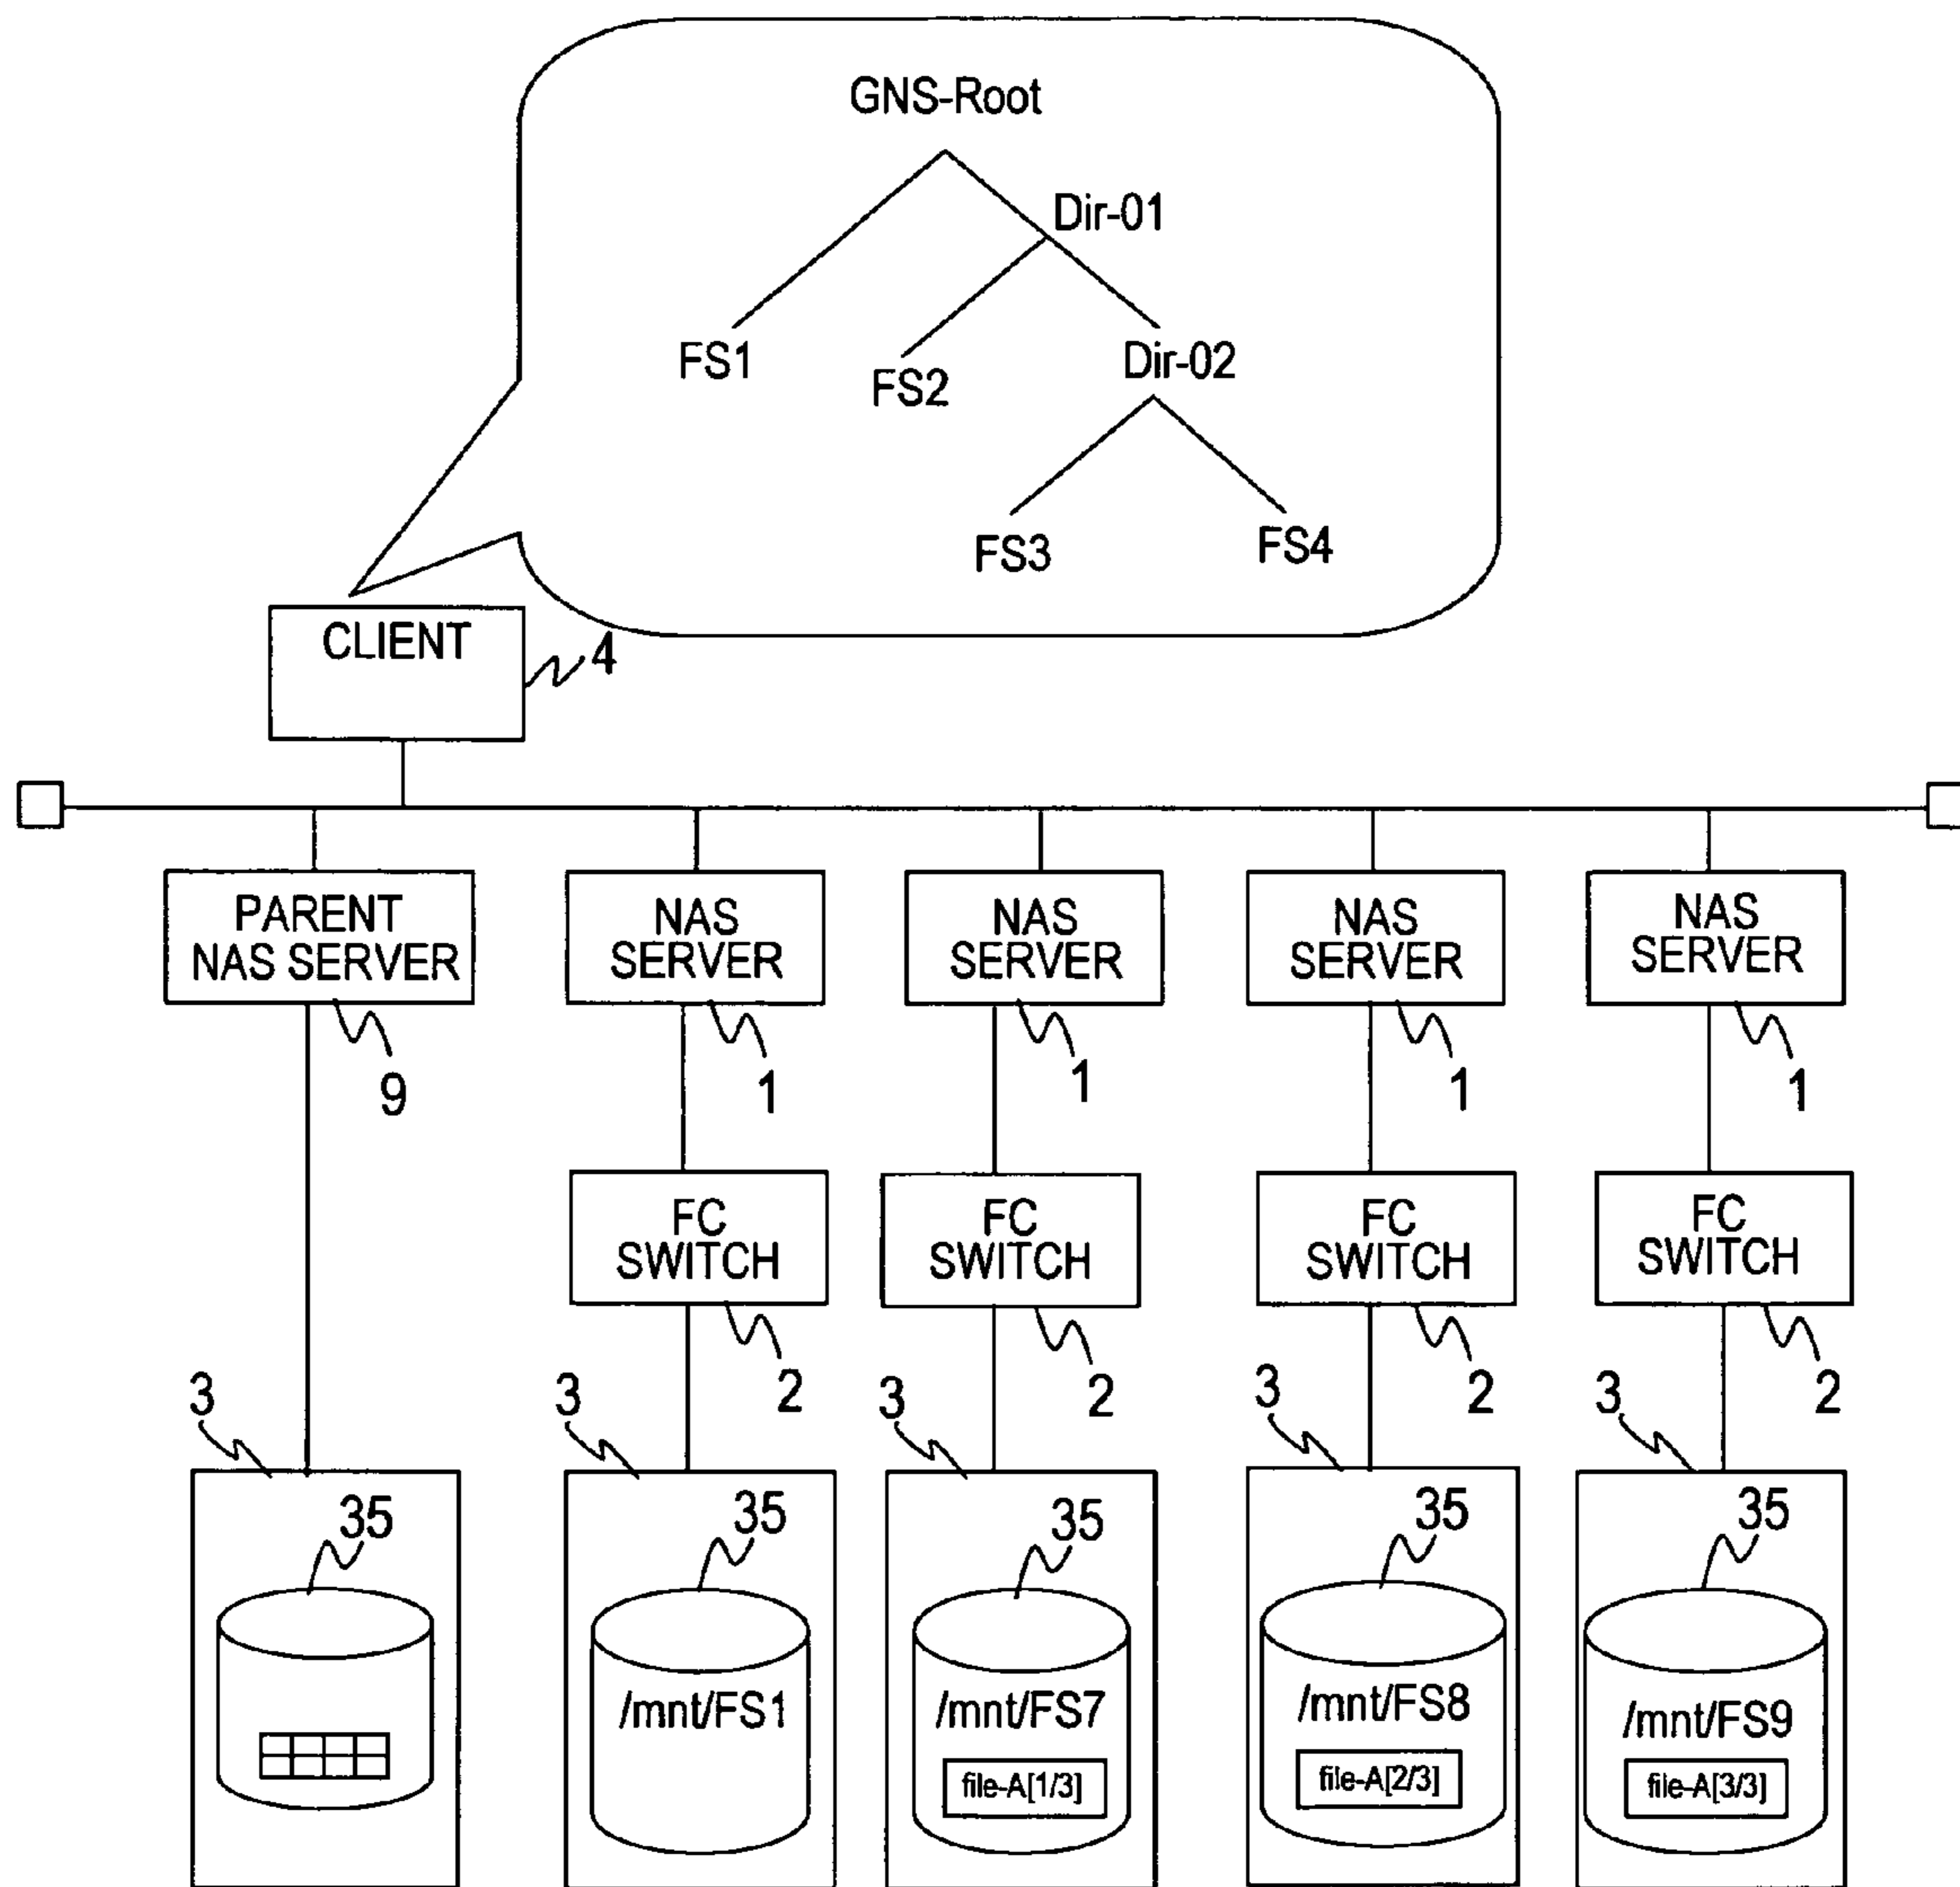 GNS-Root
Dir-01
FS1
FS2
Dir-02
FS3
FS4
CLIENT
4
PARENT
NAS SERVER
NAS
SERVER
NAS
SERVER
NAS
SERVER
NAS
SERVER
9
1
1
1
1
FC
SWITCH
FC
SWITCH
FC
SWITCH
FC
SWITCH
2
2
2
2
3
3
3
3
3
35
35
35
35
35
/mnt/FS1
/mnt/FS7
file-A[1/3]
/mnt/FS8
file-A[2/3]
/mnt/FS9
file-A[3/3]